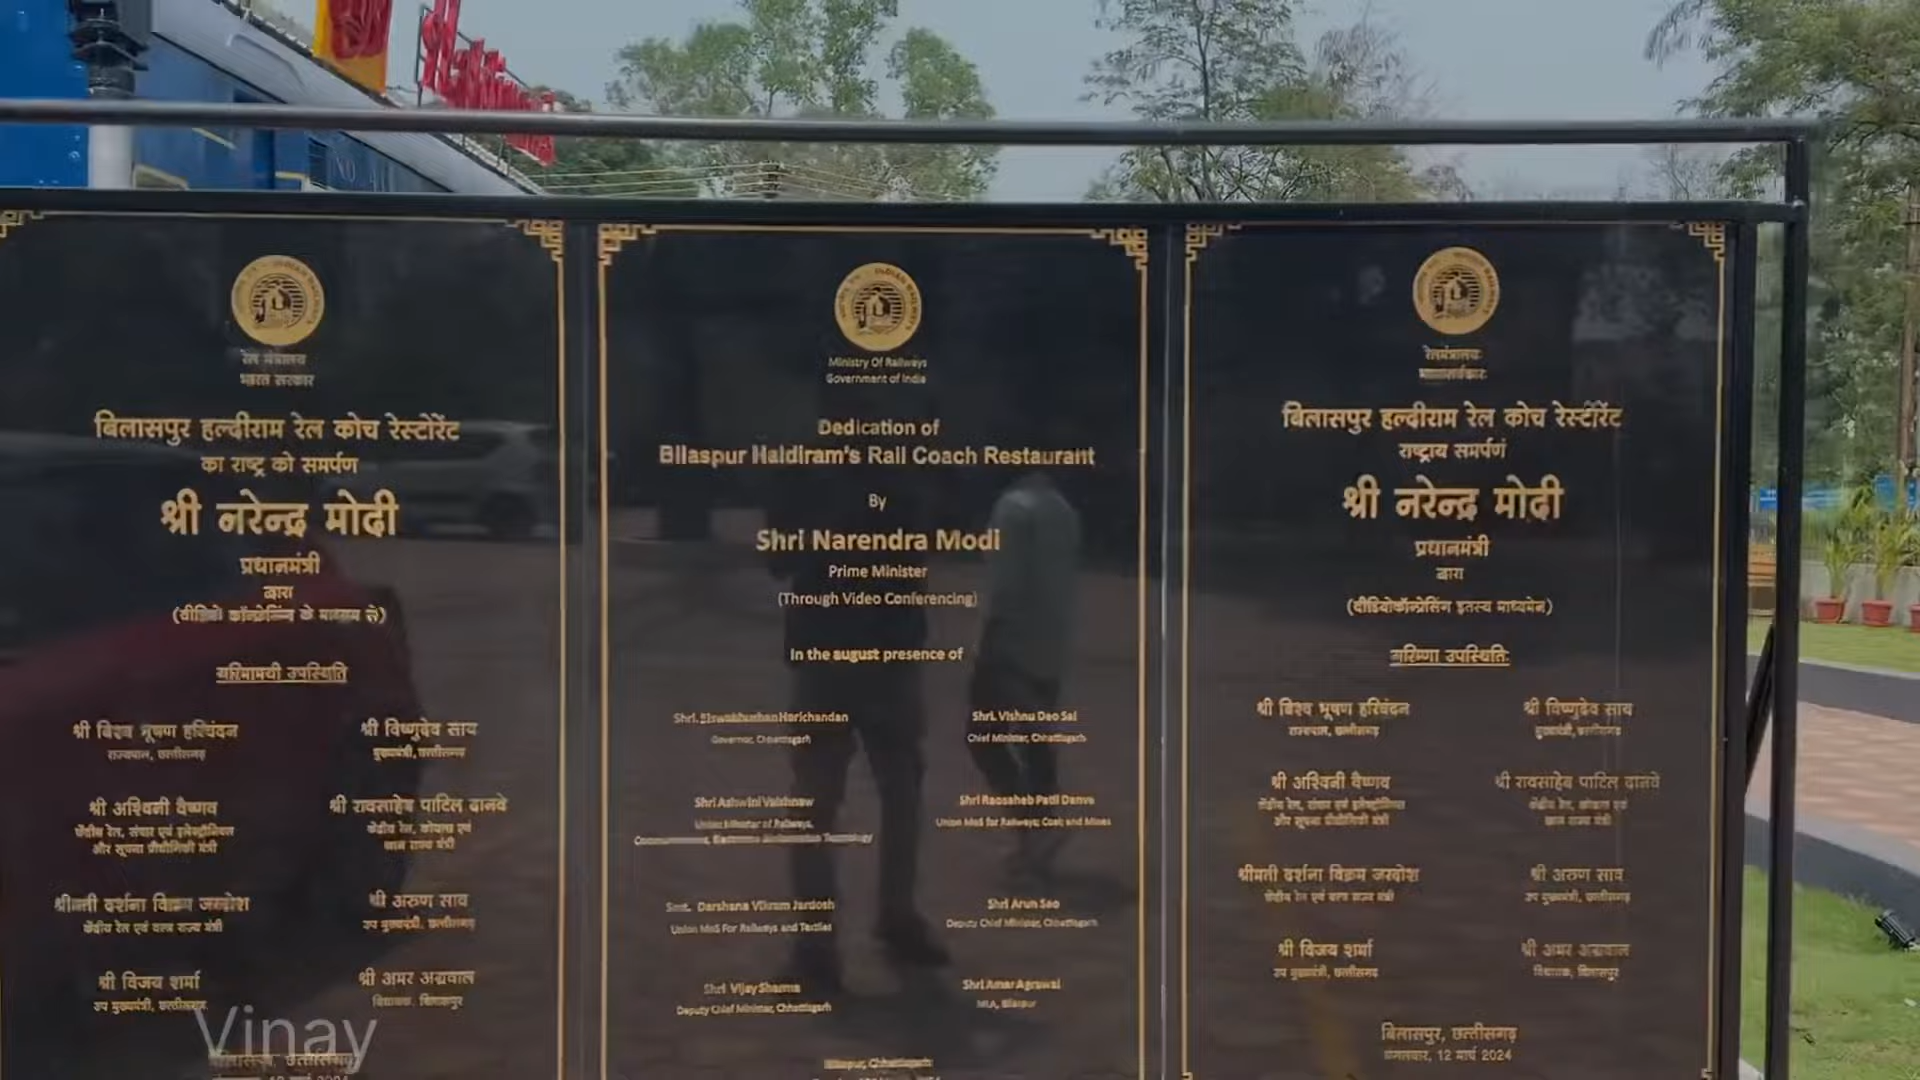 Haldiram's
रेल मंत्रालय
भारत सरकार
बिलासपुर हल्दीराम रेल कोच रेस्टोरेंट
का राष्ट्र को समर्पण
श्री नरेन्द्र मोदी
प्रधानमंत्री
द्वारा
(वीडियो कॉन्फ्रेंसिंग के माध्यम से)
गरिमामयी उपस्थिति
श्री विश्व भूषण हरिचंदन
राज्यपाल, छत्तीसगढ़
श्री विष्णुदेव साय
मुख्यमंत्री, छत्तीसगढ़
श्री अश्विनी वैष्णव
केंद्रीय रेल, संचार एवं इलेक्ट्रॉनिक्स
और सूचना प्रौद्योगिकी मंत्री
श्री रावसाहेब पाटिल दानवे
केंद्रीय रेल, कोयला एवं
खान राज्य मंत्री
श्रीमती दर्शना विक्रम जरदोश
केंद्रीय रेल एवं वस्त्र राज्य मंत्री
श्री अरुण साव
उप मुख्यमंत्री, छत्तीसगढ़
श्री विजय शर्मा
उप मुख्यमंत्री, छत्तीसगढ़
श्री अमर अग्रवाल
विधायक, बिलासपुर
बिलासपुर, छत्तीसगढ़
Ministry Of Railways
Government of India
Dedication of
Bilaspur Haldiram's Rail Coach Restaurant
By
Shri Narendra Modi
Prime Minister
(Through Video Conferencing)
In the august presence of
Shri. Biswabhushan Harichandan
Governor, Chhattisgarh
Shri. Vishnu Deo Sai
Chief Minister, Chhattisgarh
Shri Ashwini Vaishnaw
Union Minister of Railways,
Communications, Electronics & Information Technology
Shri Raosaheb Patil Danve
Union MoS for Railways; Coal; and Mines
Smt. Darshana Vikram Jardosh
Union MoS For Railways and Textiles
Shri Arun Sao
Deputy Chief Minister, Chhattisgarh
Shri Vijay Sharma
Deputy Chief Minister, Chhattisgarh
Shri Amar Agrawal
MLA, Bilaspur
Bilaspur, Chhattisgarh
रेलमंत्रालयः
बिलासपुर हल्दीराम रेल कोच रेस्टोरेंट
राष्ट्राय समर्पणं
श्री नरेन्द्र मोदी
प्रधानमंत्री
द्वारा
(वीडियोकॉन्फ्रेंसिंग इतस्य माध्यमेन)
गरिम्णा उपस्थितिः
श्री विश्व भूषण हरिचंदन
राज्यपाल, छत्तीसगढ़
श्री विष्णुदेव साय
मुख्यमंत्री, छत्तीसगढ़
श्री अश्विनी वैष्णव
केंद्रीय रेल, संचार एवं इलेक्ट्रॉनिक्स
और सूचना प्रौद्योगिकी मंत्री
श्री रावसाहेब पाटिल दानवे
केंद्रीय रेल, कोयला एवं
खान राज्य मंत्री
श्रीमती दर्शना विक्रम जरदोश
केंद्रीय रेल एवं वस्त्र राज्य मंत्री
श्री अरुण साव
उप मुख्यमंत्री, छत्तीसगढ़
श्री विजय शर्मा
उप मुख्यमंत्री, छत्तीसगढ़
श्री अमर अग्रवाल
विधायक, बिलासपुर
बिलासपुर, छत्तीसगढ़
मंगलवार, 12 मार्च 2024
Vinay